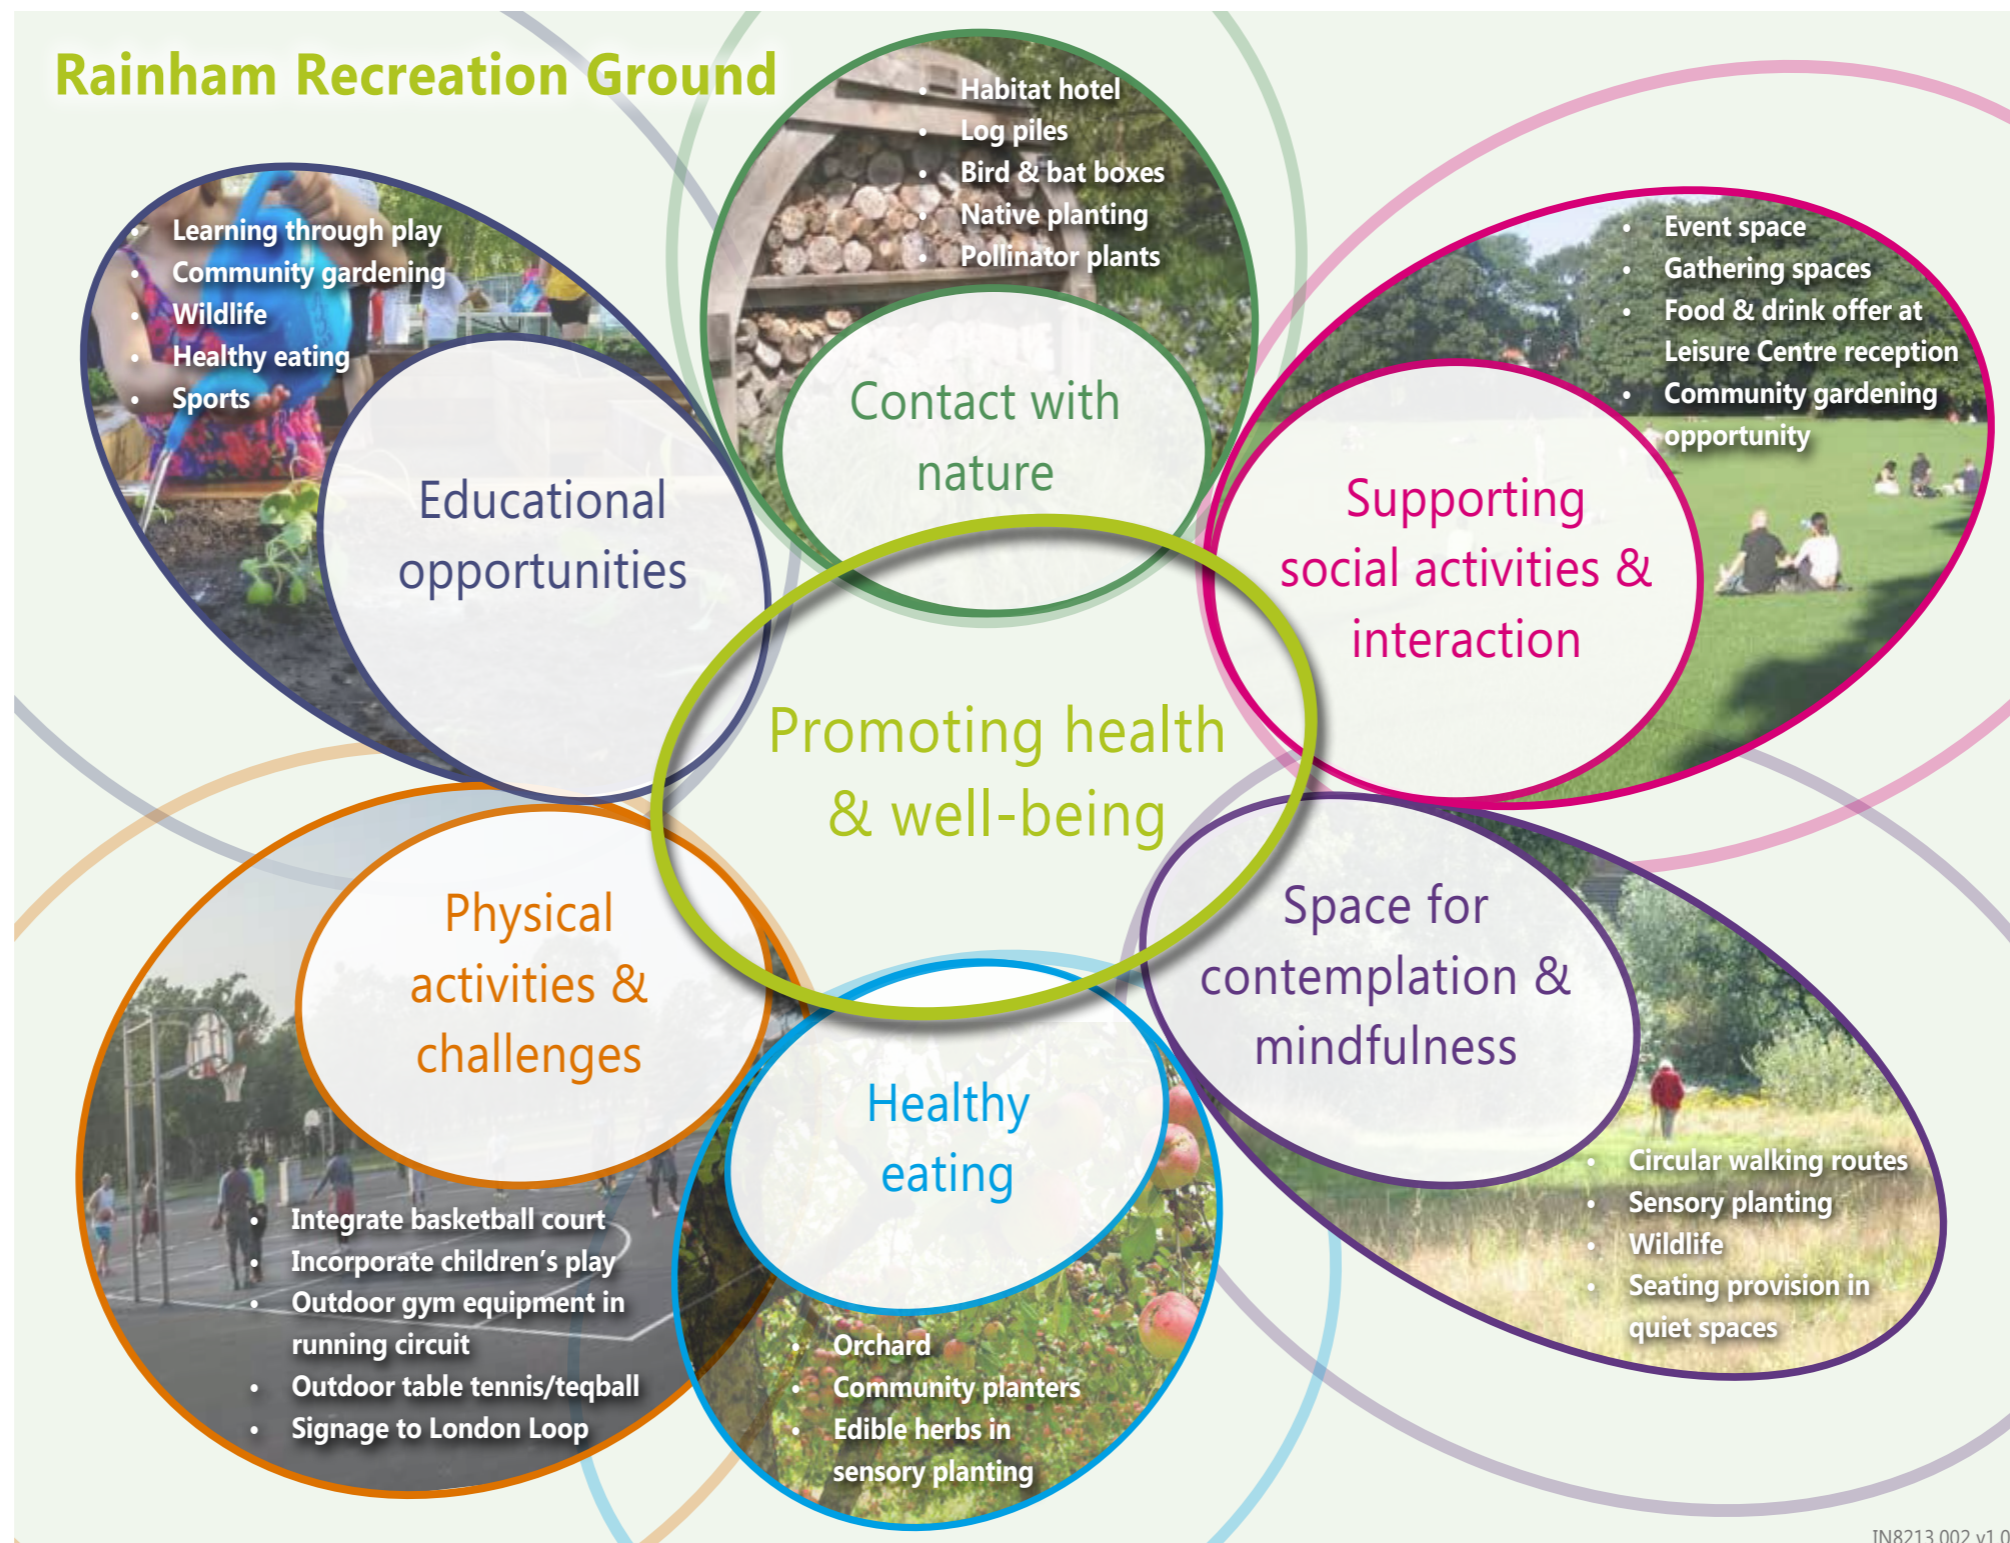 Rainham Recreation Ground
• Habitat hotel
• Log piles
• Bird & bat boxes
• Native planting
• Pollinator plants
Contact with
nature
• Learning through play
• Community gardening
• Wildlife
• Healthy eating
• Sports
Educational
opportunities
• Event space
• Gathering spaces
• Food & drink offer at
Leisure Centre reception
• Community gardening
opportunity
Supporting
social activities &
interaction
Promoting health
& well-being
Physical
activities &
challenges
• Integrate basketball court
• Incorporate children's play
• Outdoor gym equipment in
running circuit
• Outdoor table tennis/teqball
• Signage to London Loop
Healthy
eating
• Orchard
• Community planters
• Edible herbs in
sensory planting
Space for
contemplation &
mindfulness
• Circular walking routes
• Sensory planting
• Wildlife
• Seating provision in
quiet spaces
IN8213 002 v1.0